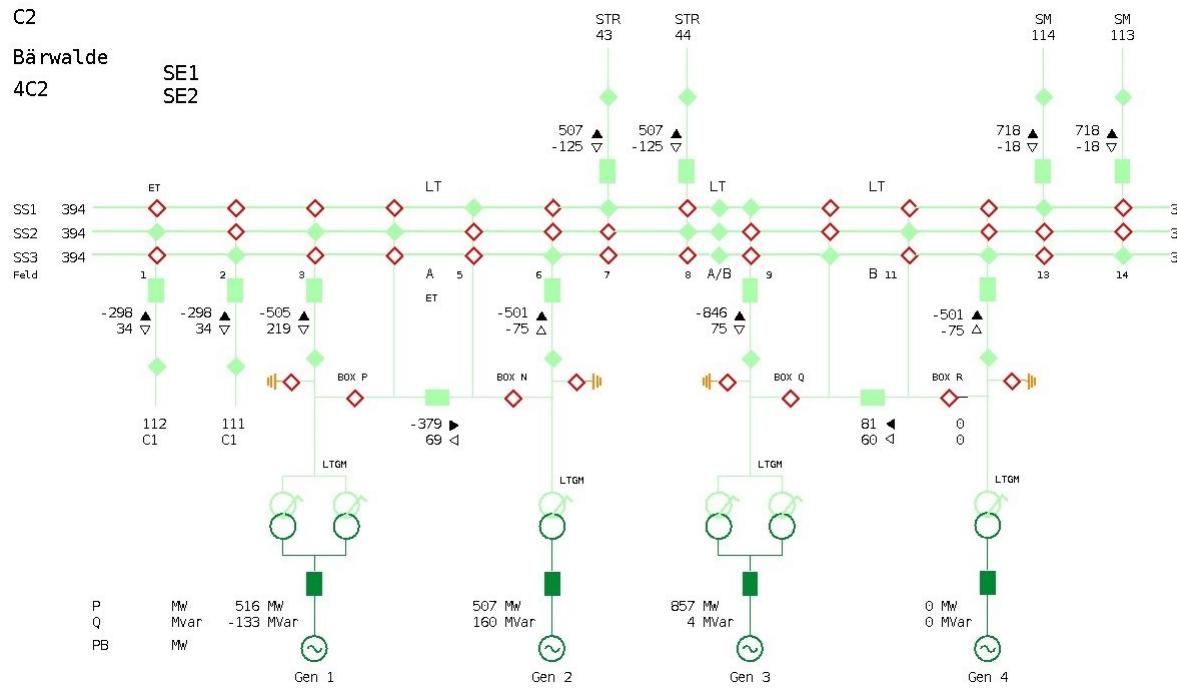 C2
Bärwalde
4C2
SE1
SE2
STR
43
STR
44
SM
114
SM
113
507
-125
507
-125
718
-18
718
-18
ET
LT
LT
LT
SS1 394 3
SS2 394 3
SS3 394 3
Feld 1 2 3 A 5 6 7 8 A/B 9 B 11 13 14
ET
-298
34
-298
34
-505
219
-501
-75
-846
75
-501
-75
BOX P
BOX N
BOX Q
BOX R
112
C1
111
C1
-379
69
81
60
0
0
LTGM
LTGM
LTGM
LTGM
P MW 516 MW 507 MW 857 MW 0 MW
Q Mvar -133 MVar 160 MVar 4 MVar 0 MVar
PB MW
Gen 1 Gen 2 Gen 3 Gen 4